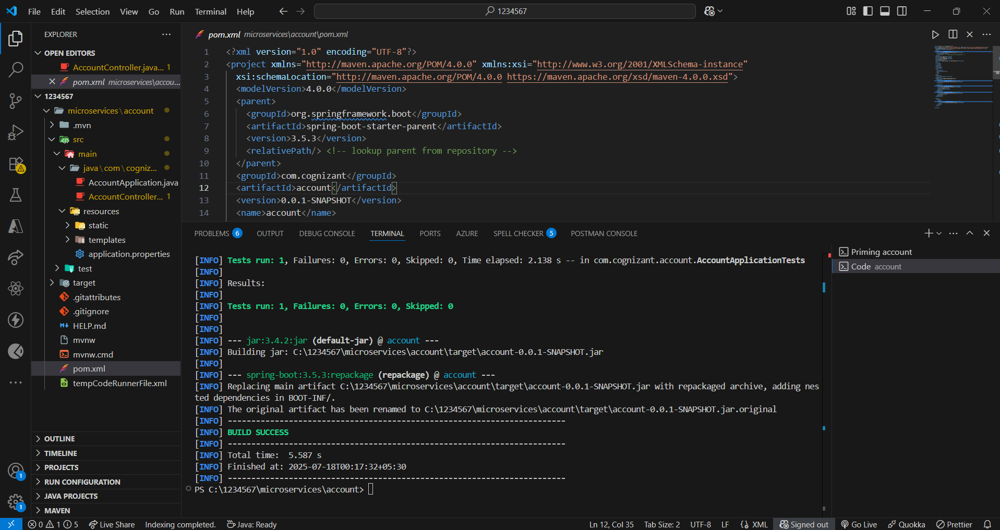 File Edit Selection View Go Run Terminal Help
1234567
EXPLORER
OPEN EDITORS
AccountController.java... 1
pom.xml microservices\accou...
1234567
microservices\account
.mvn
src
main
java\com\cogniz...
AccountApplication.java
AccountController... 1
resources
static
templates
application.properties
test
target
.gitattributes
.gitignore
HELP.md
mvnw
mvnw.cmd
pom.xml
tempCodeRunnerFile.xml
OUTLINE
TIMELINE
PROJECTS
RUN CONFIGURATION
JAVA PROJECTS
MAVEN
1
1
pom.xml microservices\account\pom.xml
1 <?xml version="1.0" encoding="UTF-8"?>
2 <project xmlns="http://maven.apache.org/POM/4.0.0" xmlns:xsi="http://www.w3.org/2001/XMLSchema-instance"
3 xsi:schemaLocation="http://maven.apache.org/POM/4.0.0 https://maven.apache.org/xsd/maven-4.0.0.xsd">
4 <modelVersion>4.0.0</modelVersion>
5 <parent>
6 <groupId>org.springframework.boot</groupId>
7 <artifactId>spring-boot-starter-parent</artifactId>
8 <version>3.5.3</version>
9 <relativePath/> <!-- lookup parent from repository -->
10 </parent>
11 <groupId>com.cognizant</groupId>
12 <artifactId>account</artifactId>
13 <version>0.0.1-SNAPSHOT</version>
14 <name>account</name>
PROBLEMS 6 OUTPUT DEBUG CONSOLE TERMINAL PORTS AZURE SPELL CHECKER 5 POSTMAN CONSOLE
[INFO] Tests run: 1, Failures: 0, Errors: 0, Skipped: 0, Time elapsed: 2.138 s -- in com.cognizant.account.AccountApplicationTests
[INFO]
[INFO] Results:
[INFO]
[INFO] Tests run: 1, Failures: 0, Errors: 0, Skipped: 0
[INFO]
[INFO]
[INFO] --- jar:3.4.2:jar (default-jar) @ account ---
[INFO] Building jar: C:\1234567\microservices\account\target\account-0.0.1-SNAPSHOT.jar
[INFO]
[INFO] --- spring-boot:3.5.3:repackage (repackage) @ account ---
[INFO] Replacing main artifact C:\1234567\microservices\account\target\account-0.0.1-SNAPSHOT.jar with repackaged archive, adding nes
ted dependencies in BOOT-INF/.
[INFO] The original artifact has been renamed to C:\1234567\microservices\account\target\account-0.0.1-SNAPSHOT.jar.original
[INFO] ------------------------------------------------------------------------
[INFO] BUILD SUCCESS
[INFO] ------------------------------------------------------------------------
[INFO] Total time:  5.587 s
[INFO] Finished at: 2025-07-18T00:17:32+05:30
[INFO] ------------------------------------------------------------------------
PS C:\1234567\microservices\account>
Priming account
Code account
0 1 5 Live Share Indexing completed. Java: Ready Ln 12, Col 35 Tab Size: 2 UTF-8 LF {} XML Signed out Go Live Quokka Prettier